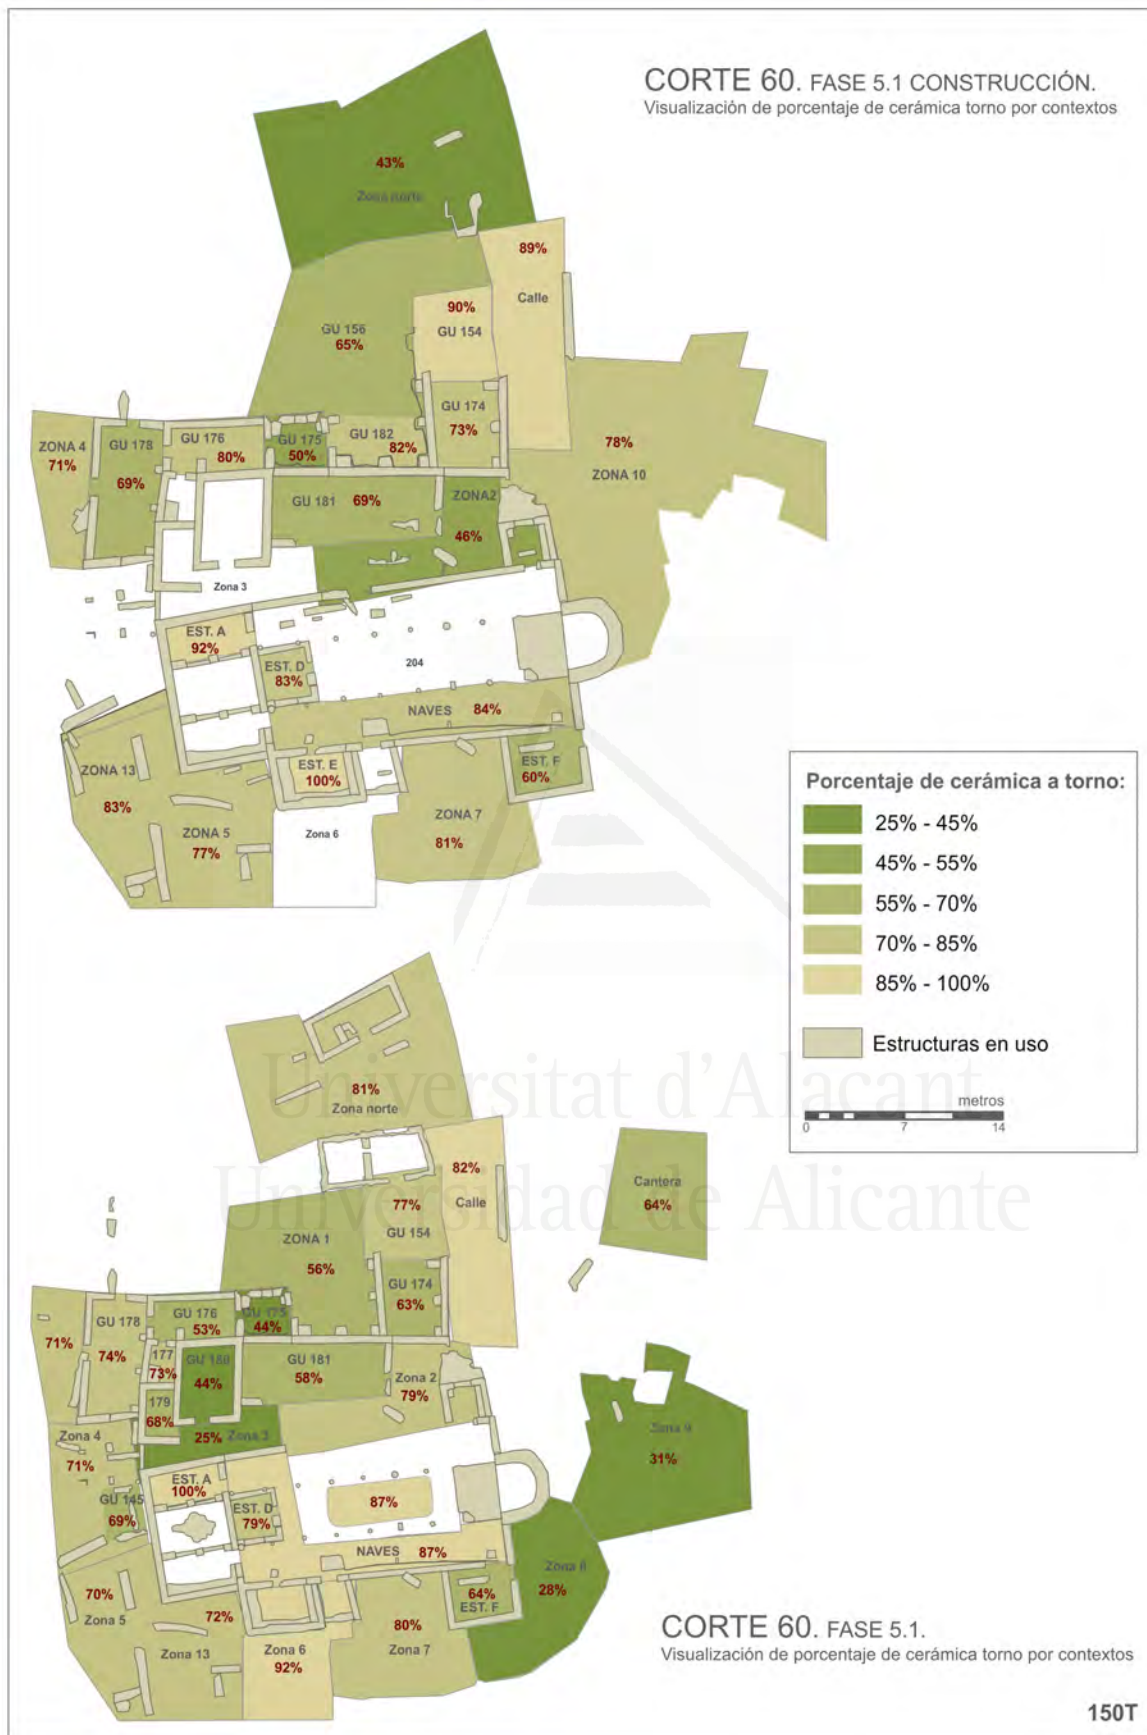 CORTE 60. FASE 5.1 CONSTRUCCIÓN.
Visualización de porcentaje de cerámica torno por contextos
43%
Zona norte
89%
Calle
90%
GU 154
GU 156
65%
GU 174
73%
ZONA 4
71%
GU 178
69%
GU 176
80%
GU 175
50%
GU 182
82%
78%
ZONA 10
GU 181 69%
ZONA2
46%
Zona 3
EST. A
92%
EST. D
83%
204
NAVES 84%
EST. E
100%
EST. F
60%
ZONA 13
83%
ZONA 5
77%
Zona 6
ZONA 7
81%
Porcentaje de cerámica a torno:
25% - 45%
45% - 55%
55% - 70%
70% - 85%
85% - 100%
Estructuras en uso
metros
0 7 14
Universitat d'Alacant
Universidad de Alicante
81%
Zona norte
82%
Calle
Cantera
64%
77%
GU 154
ZONA 1
56%
GU 174
63%
71%
GU 178
74%
GU 176
53%
GU 175
44%
177
73%
GU 180
44%
GU 181
58%
Zona 2
79%
179
68%
25% Zona 3
Zona 4
71%
GU 145
69%
EST. A
100%
EST. D
79%
87%
NAVES 87%
Zona 9
31%
Zona 8
28%
64%
EST. F
70%
Zona 5
72%
Zona 13
Zona 6
92%
80%
Zona 7
CORTE 60. FASE 5.1.
Visualización de porcentaje de cerámica torno por contextos
150T